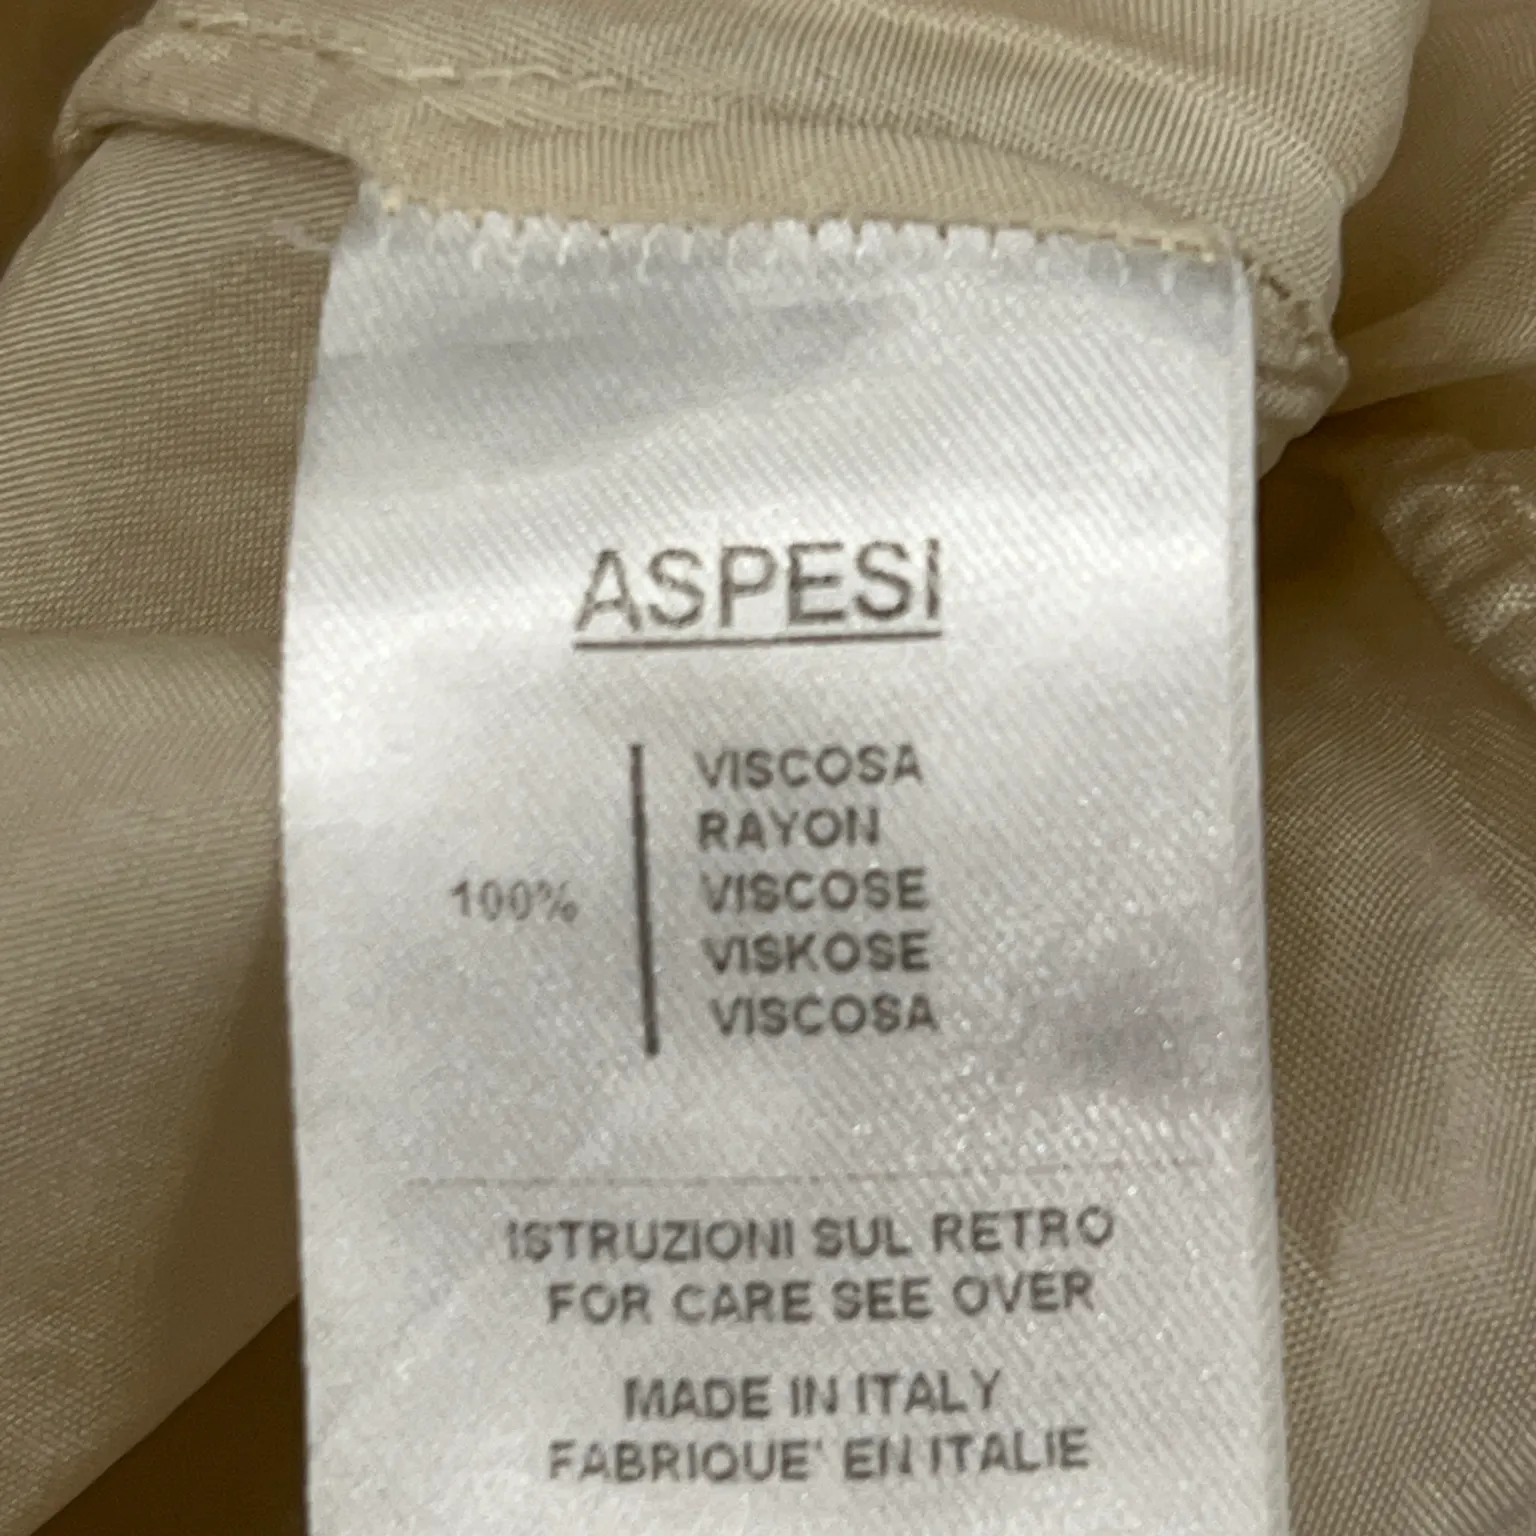 ASPESI
VISCOSA
RAYON
100% VISCOSE
VISKOSE
VISCOSA
ISTRUZIONI SUL RETRO
FOR CARE SEE OVER
MADE IN ITALY
FABRIQUE' EN ITALIE